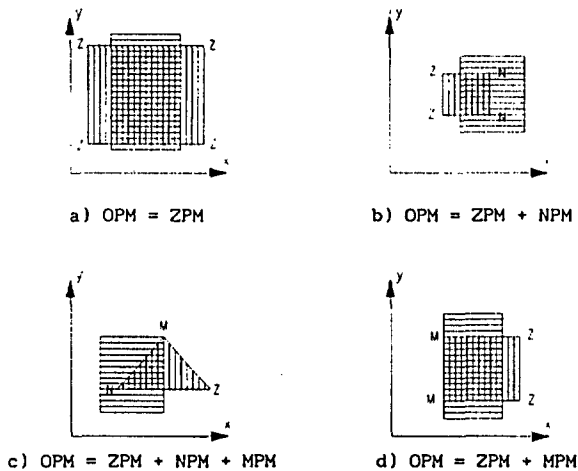 y
Z Z
Z Z
x
a) OPM = ZPM
y
Z N
Z N
b) OPM = ZPM + NPM
y
M
N Z
x
c) OPM = ZPM + NPM + MPM
y
M Z
M Z
x
d) OPM = ZPM + MPM